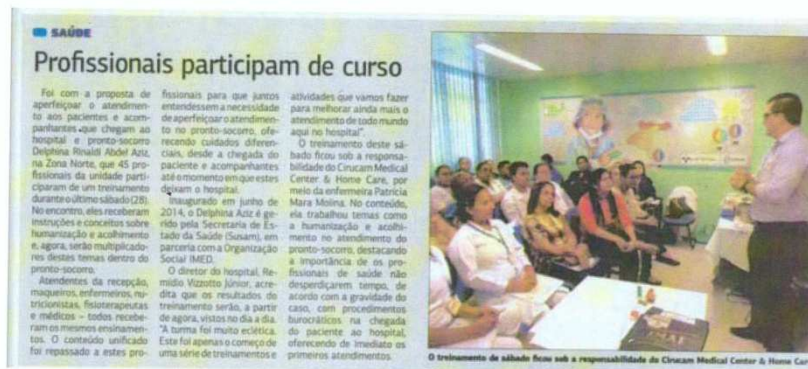 SAÚDE
Profissionais participam de curso
Foi com a proposta de
aperfeiçoar o atendimen-
to aos pacientes e acom-
panhantes que chegam ao
hospital e pronto-socorro
Delphina Rinaldi Abdel Aziz,
na Zona Norte, que 45 pro-
fissionais da unidade parti-
ciparam de um treinamento
durante o último sábado (28).
No encontro, eles receberam
instruções e conceitos sobre
humanização e acolhimento
e, agora, serão multiplicado-
res destes temas dentro do
pronto-socorro.
Atendentes da recepção,
maqueiros, enfermeiros, nu-
tricionistas, fisioterapeutas
e médicos – todos recebe-
ram os mesmos ensinamen-
tos. O conteúdo unificado
foi repassado a estes pro-
fissionais para que juntos
entendessem a necessidade
de aperfeiçoar o atendimen-
to no pronto-socorro, ofe-
recendo cuidados diferen-
ciais, desde a chegada do
paciente e acompanhantes
até o momento em que estes
deixam o hospital.
Inaugurado em junho de
2014, o Delphina Aziz é ge-
rido pela Secretaria de Es-
tado da Saúde (Susam), em
parceria com a Organização
Social IMED.
O diretor do hospital, Re-
mídio Vizzotto Júnior, acre-
dita que os resultados do
treinamento serão, a partir
de agora, vistos no dia a dia.
"A turma foi muito eclética.
Este foi apenas o começo de
uma série de treinamentos e
atividades que vamos fazer
para melhorar ainda mais o
atendimento de todo mundo
aqui no hospital".
O treinamento deste sá-
bado ficou sob a responsa-
bilidade do Cirucam Medical
Center & Home Care, por
meio da enfermeira Patrícia
Mara Molina. No conteúdo,
ela trabalhou temas como
a humanização e acolhi-
mento no atendimento do
pronto-socorro, destacando
a importância de os pro-
fissionais de saúde não
desperdiçarem tempo, de
acordo com a gravidade do
caso, com procedimentos
burocráticos na chegada
do paciente ao hospital,
oferecendo de imediato os
primeiros atendimentos.
O treinamento de sábado ficou sob a responsabilidade do Cirucam Medical Center & Home Care